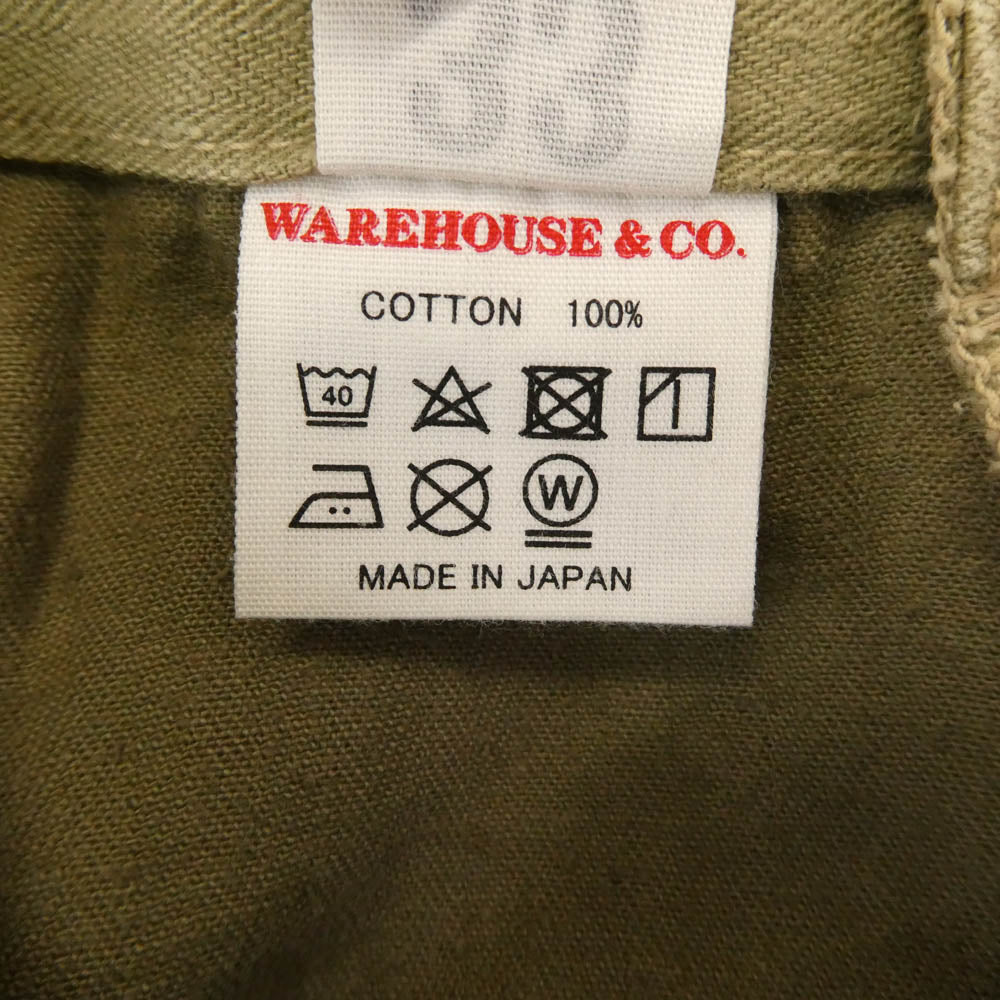 WAREHOUSE & CO.
COTTON 100%
40
W
MADE IN JAPAN